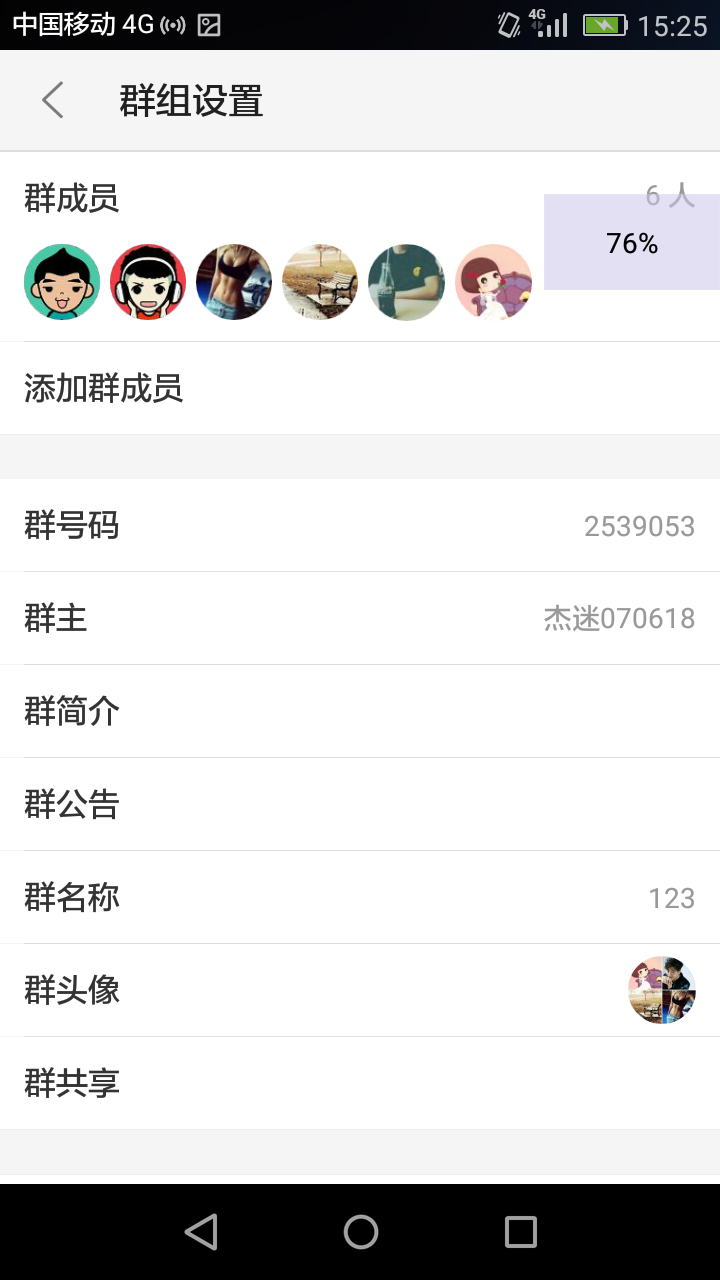 中国移动 4G 4G 15:25
群组设置
群成员 6 人
76%
添加群成员
群号码 2539053
群主 杰迷070618
群简介
群公告
群名称 123
群头像
群共享